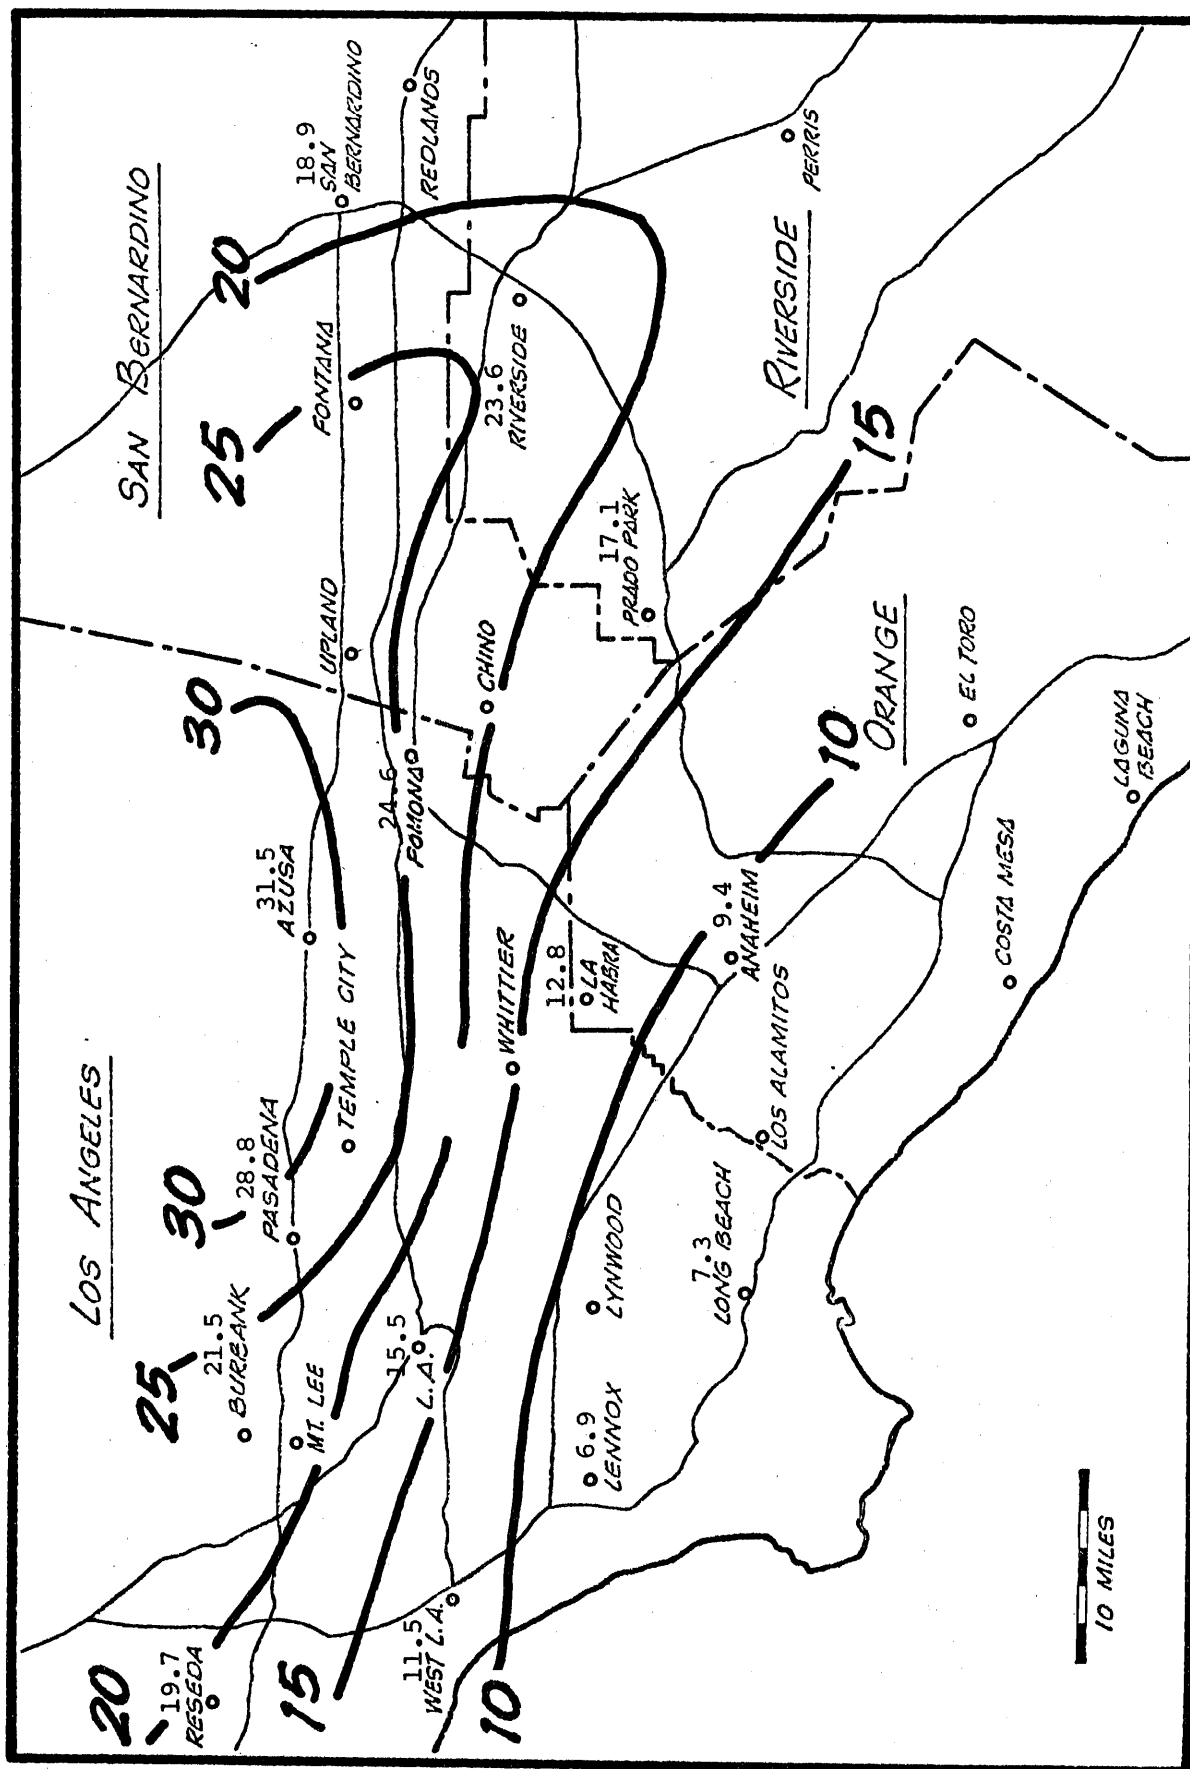 LOS ANGELES
SAN BERNARDINO
20
19.7
RESEDA
25
21.5
BURBANK
30
28.8
PASADENA
30
25
20
15
MT. LEE
TEMPLE CITY
31.5
AZUSA
UPLAND
FONTANA
18.9
SAN
BERNARDINO
11.5
WEST L.A.
15.5
L.A.
24.6
POMONA
REDLANDS
10
WHITTIER
CHINO
23.6
RIVERSIDE
6.9
LENNOX
LYNWOOD
12.8
LA
HABRA
17.1
PRADO PARK
7.3
LONG BEACH
LOS ALAMITOS
9.4
ANAHEIM
10
ORANGE
15
RIVERSIDE
PERRIS
COSTA MESA
EL TORO
LAGUNA
BEACH
10 MILES